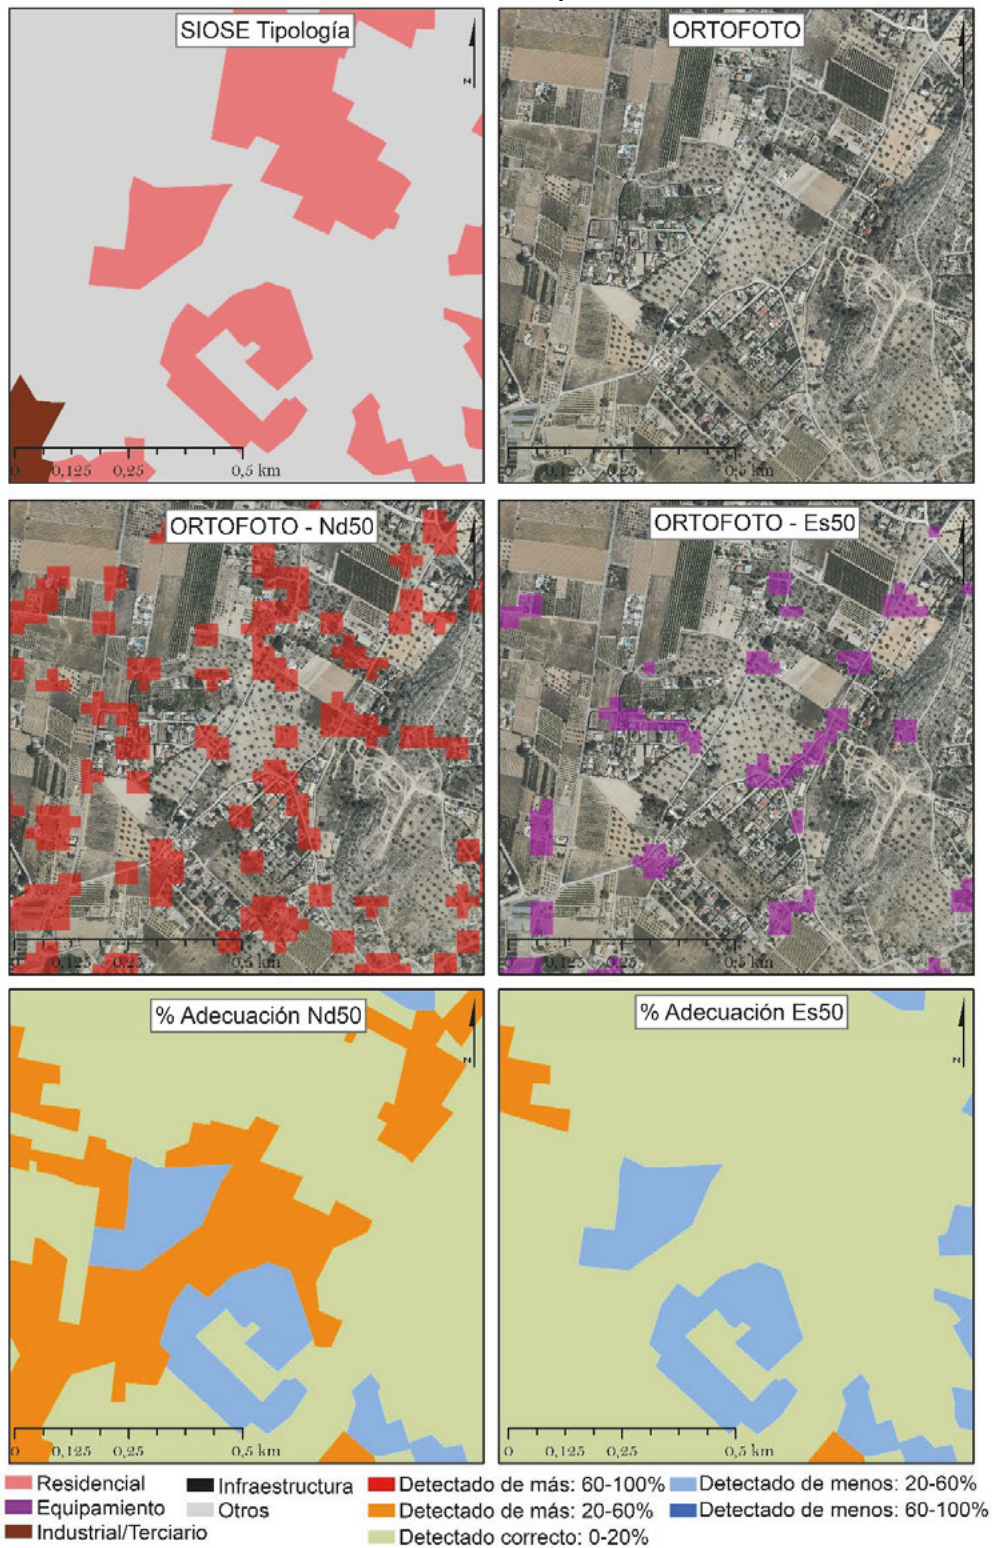 SIOSE Tipología
N
0 0,125 0,25 0,5 km
ORTOFOTO
N
0 0,125 0,25 0,5 km
ORTOFOTO - Nd50
0 0,125 0,25 0,5 km
ORTOFOTO - Es50
0 0,125 0,25 0,5 km
% Adecuación Nd50
N
0 0,125 0,25 0,5 km
% Adecuación Es50
N
0 0,125 0,25 0,5 km
Residencial
Equipamiento
Industrial/Terciario
Infraestructura
Otros
Detectado de más: 60-100%
Detectado de más: 20-60%
Detectado correcto: 0-20%
Detectado de menos: 20-60%
Detectado de menos: 60-100%